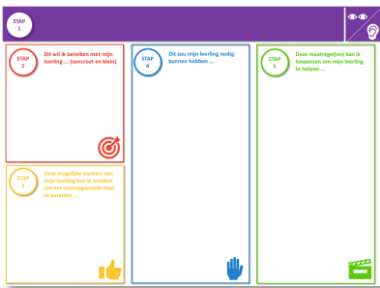 STAP
1
STAP
2
Dit wil ik bereiken met mijn
leerling ... (concreet en klein)
STAP
3
Deze mogelijke sterktes van
mijn leerling kan ik inzetten
om het vooropgestelde doel
te bereiken ...
STAP
4
Dit zou mijn leerling nodig
kunnen hebben ...
STAP
5
Deze maatregel(en) kan ik
toepassen om mijn leerling
te helpen ...